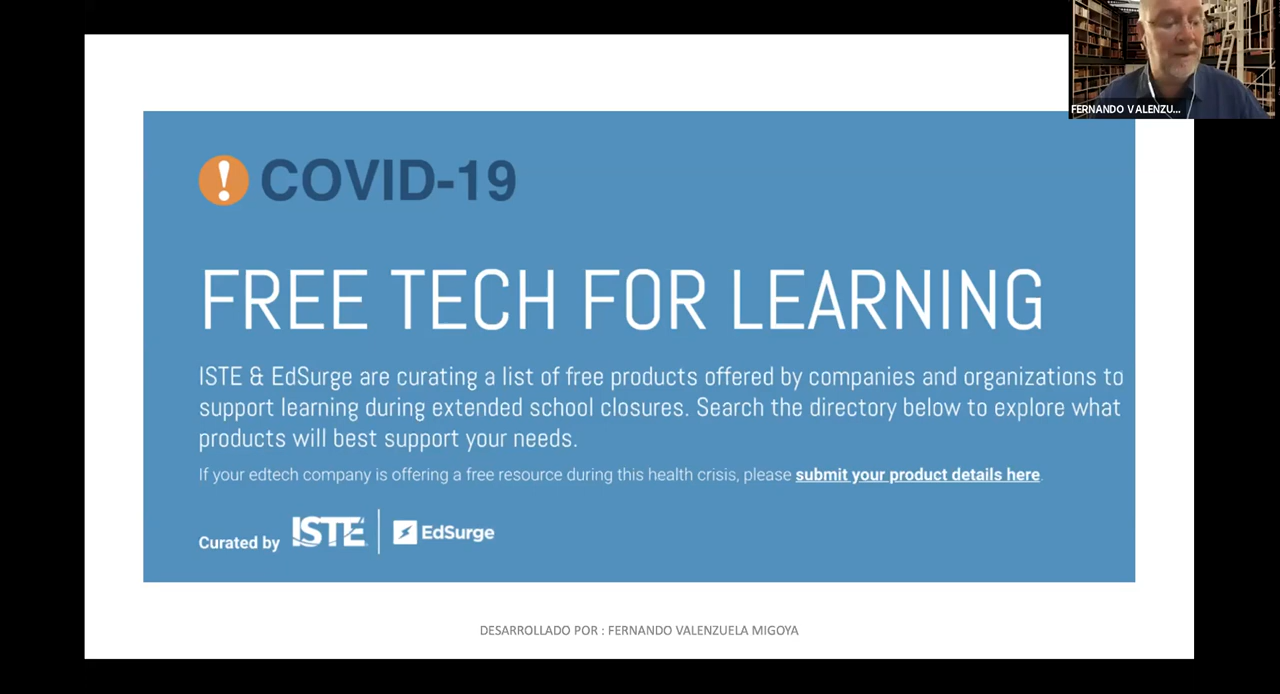 FERNANDO VALENZU...
! COVID-19
FREE TECH FOR LEARNING
ISTE & EdSurge are curating a list of free products offered by companies and organizations to
support learning during extended school closures. Search the directory below to explore what
products will best support your needs.
If your edtech company is offering a free resource during this health crisis, please submit your product details here.
Curated by ISTE | EdSurge
DESARROLLADO POR : FERNANDO VALENZUELA MIGOYA